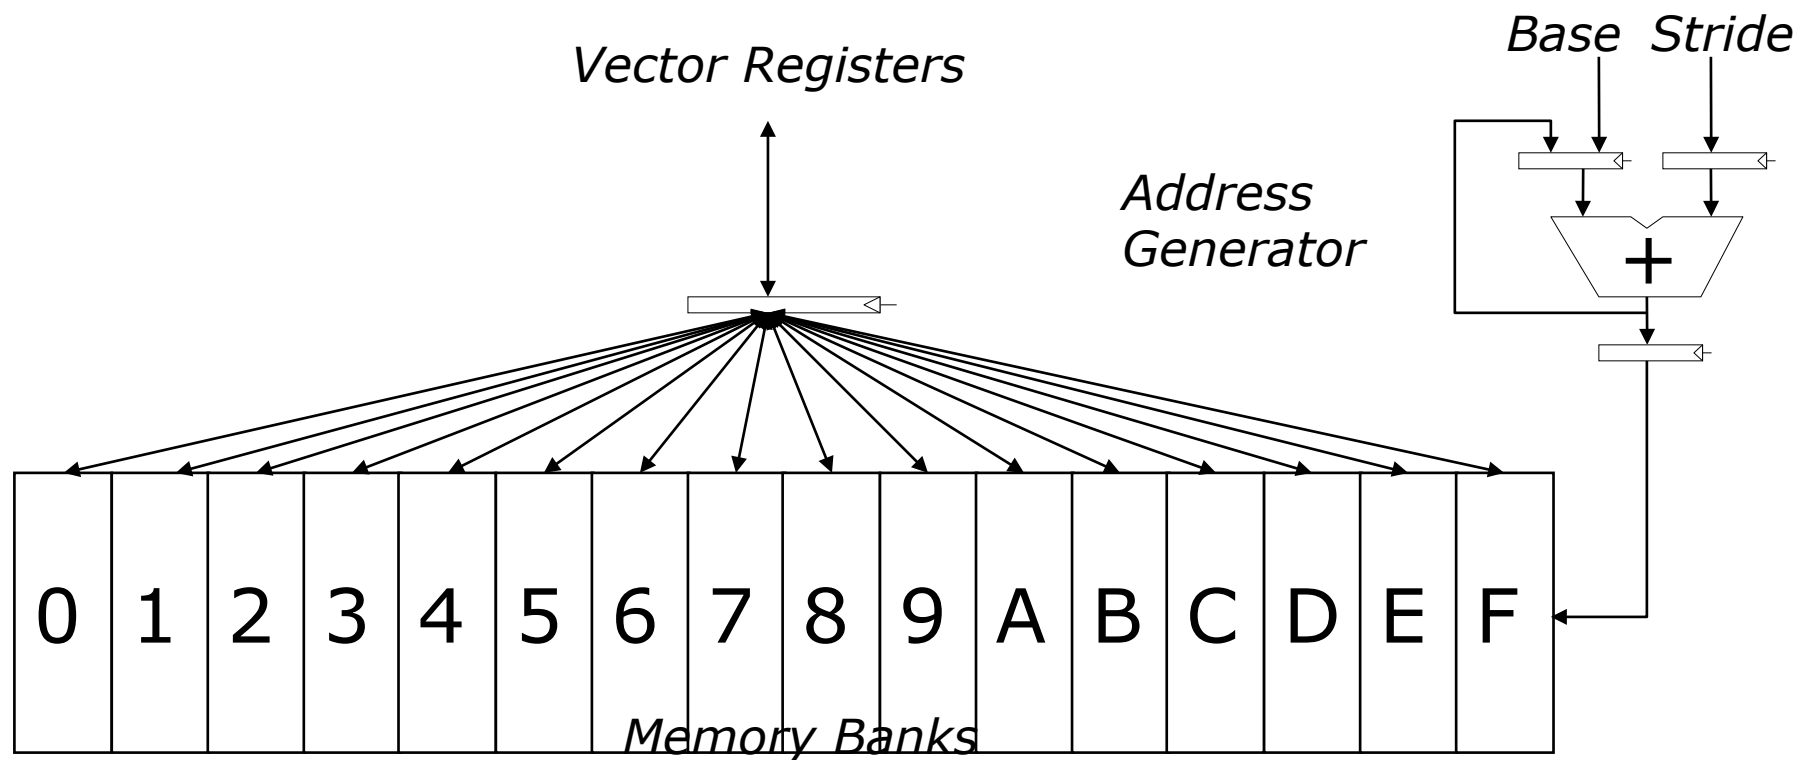 Base Stride
Vector Registers
Address
Generator
+
0 1 2 3 4 5 6 7 8 9 A B C D E F
Memory Banks